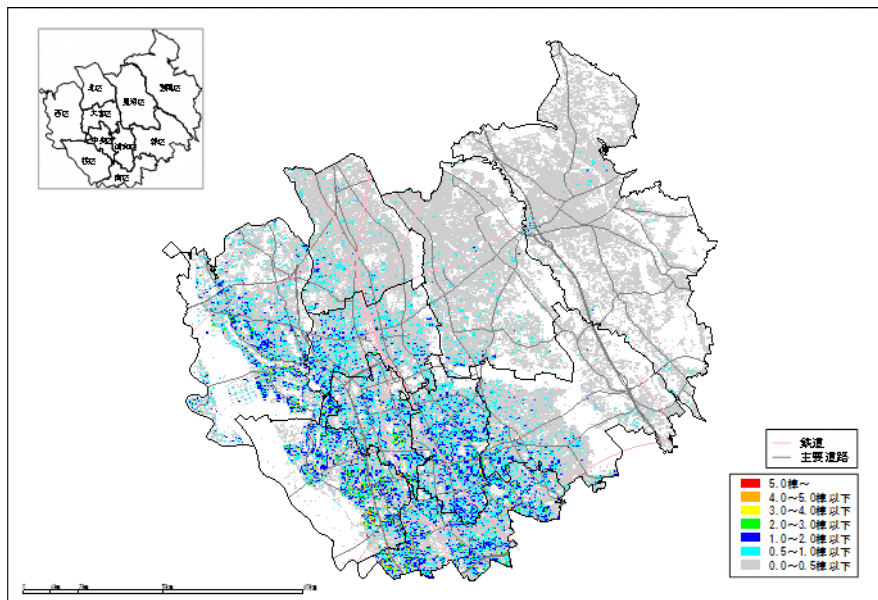 北区
見沼区
岩槻区
西区
大宮区
中央区
浦和区
緑区
桜区
南区
鉄道
主要道路
5.0棟~
4.0~5.0棟以下
3.0~4.0棟以下
2.0~3.0棟以下
1.0~2.0棟以下
0.5~1.0棟以下
0.0~0.5棟以下